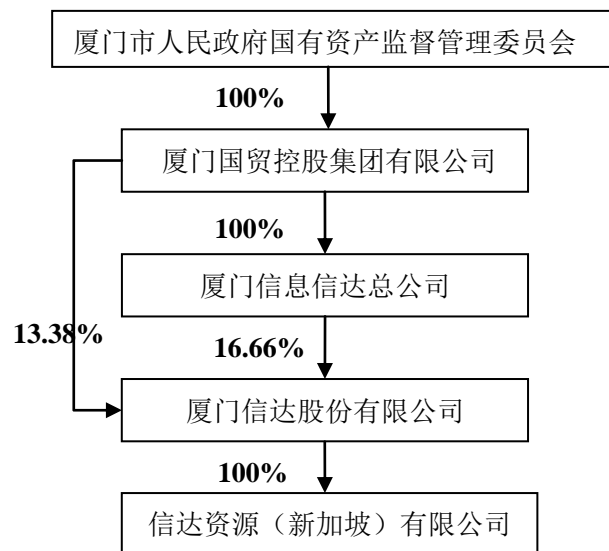 厦门市人民政府国有资产监督管理委员会
100%
厦门国贸控股集团有限公司
100%
厦门信息信达总公司
13.38%
16.66%
厦门信达股份有限公司
100%
信达资源（新加坡）有限公司